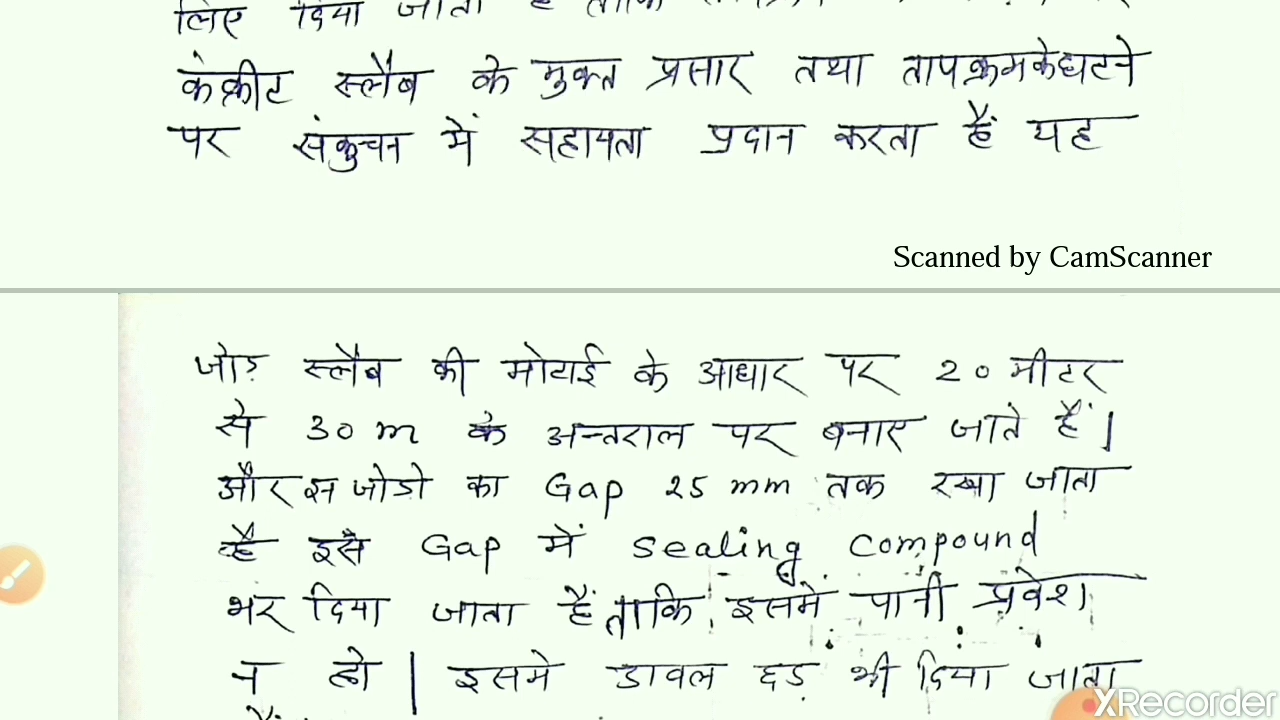 लिए दिया जाता है ताकि
कंक्रीट स्लैब के मुक्त प्रसार तथा तापक्रमकेघटने
पर संकुचन में सहायता प्रदान करता हैं यह
Scanned by CamScanner
जोड़ स्लैब की मोटाई के आधार पर 20 मीटर
से 30 m के अन्तराल पर बनाए जाते हैं|
और इस जोडो का Gap 25 mm तक रखा जाता
है इस Gap में sealing compound
भर दिया जाता हैं ताकि इसमें पानी प्रवेश
न हो | इसमे डावल छड़ भी दिया जाता
XRecorder